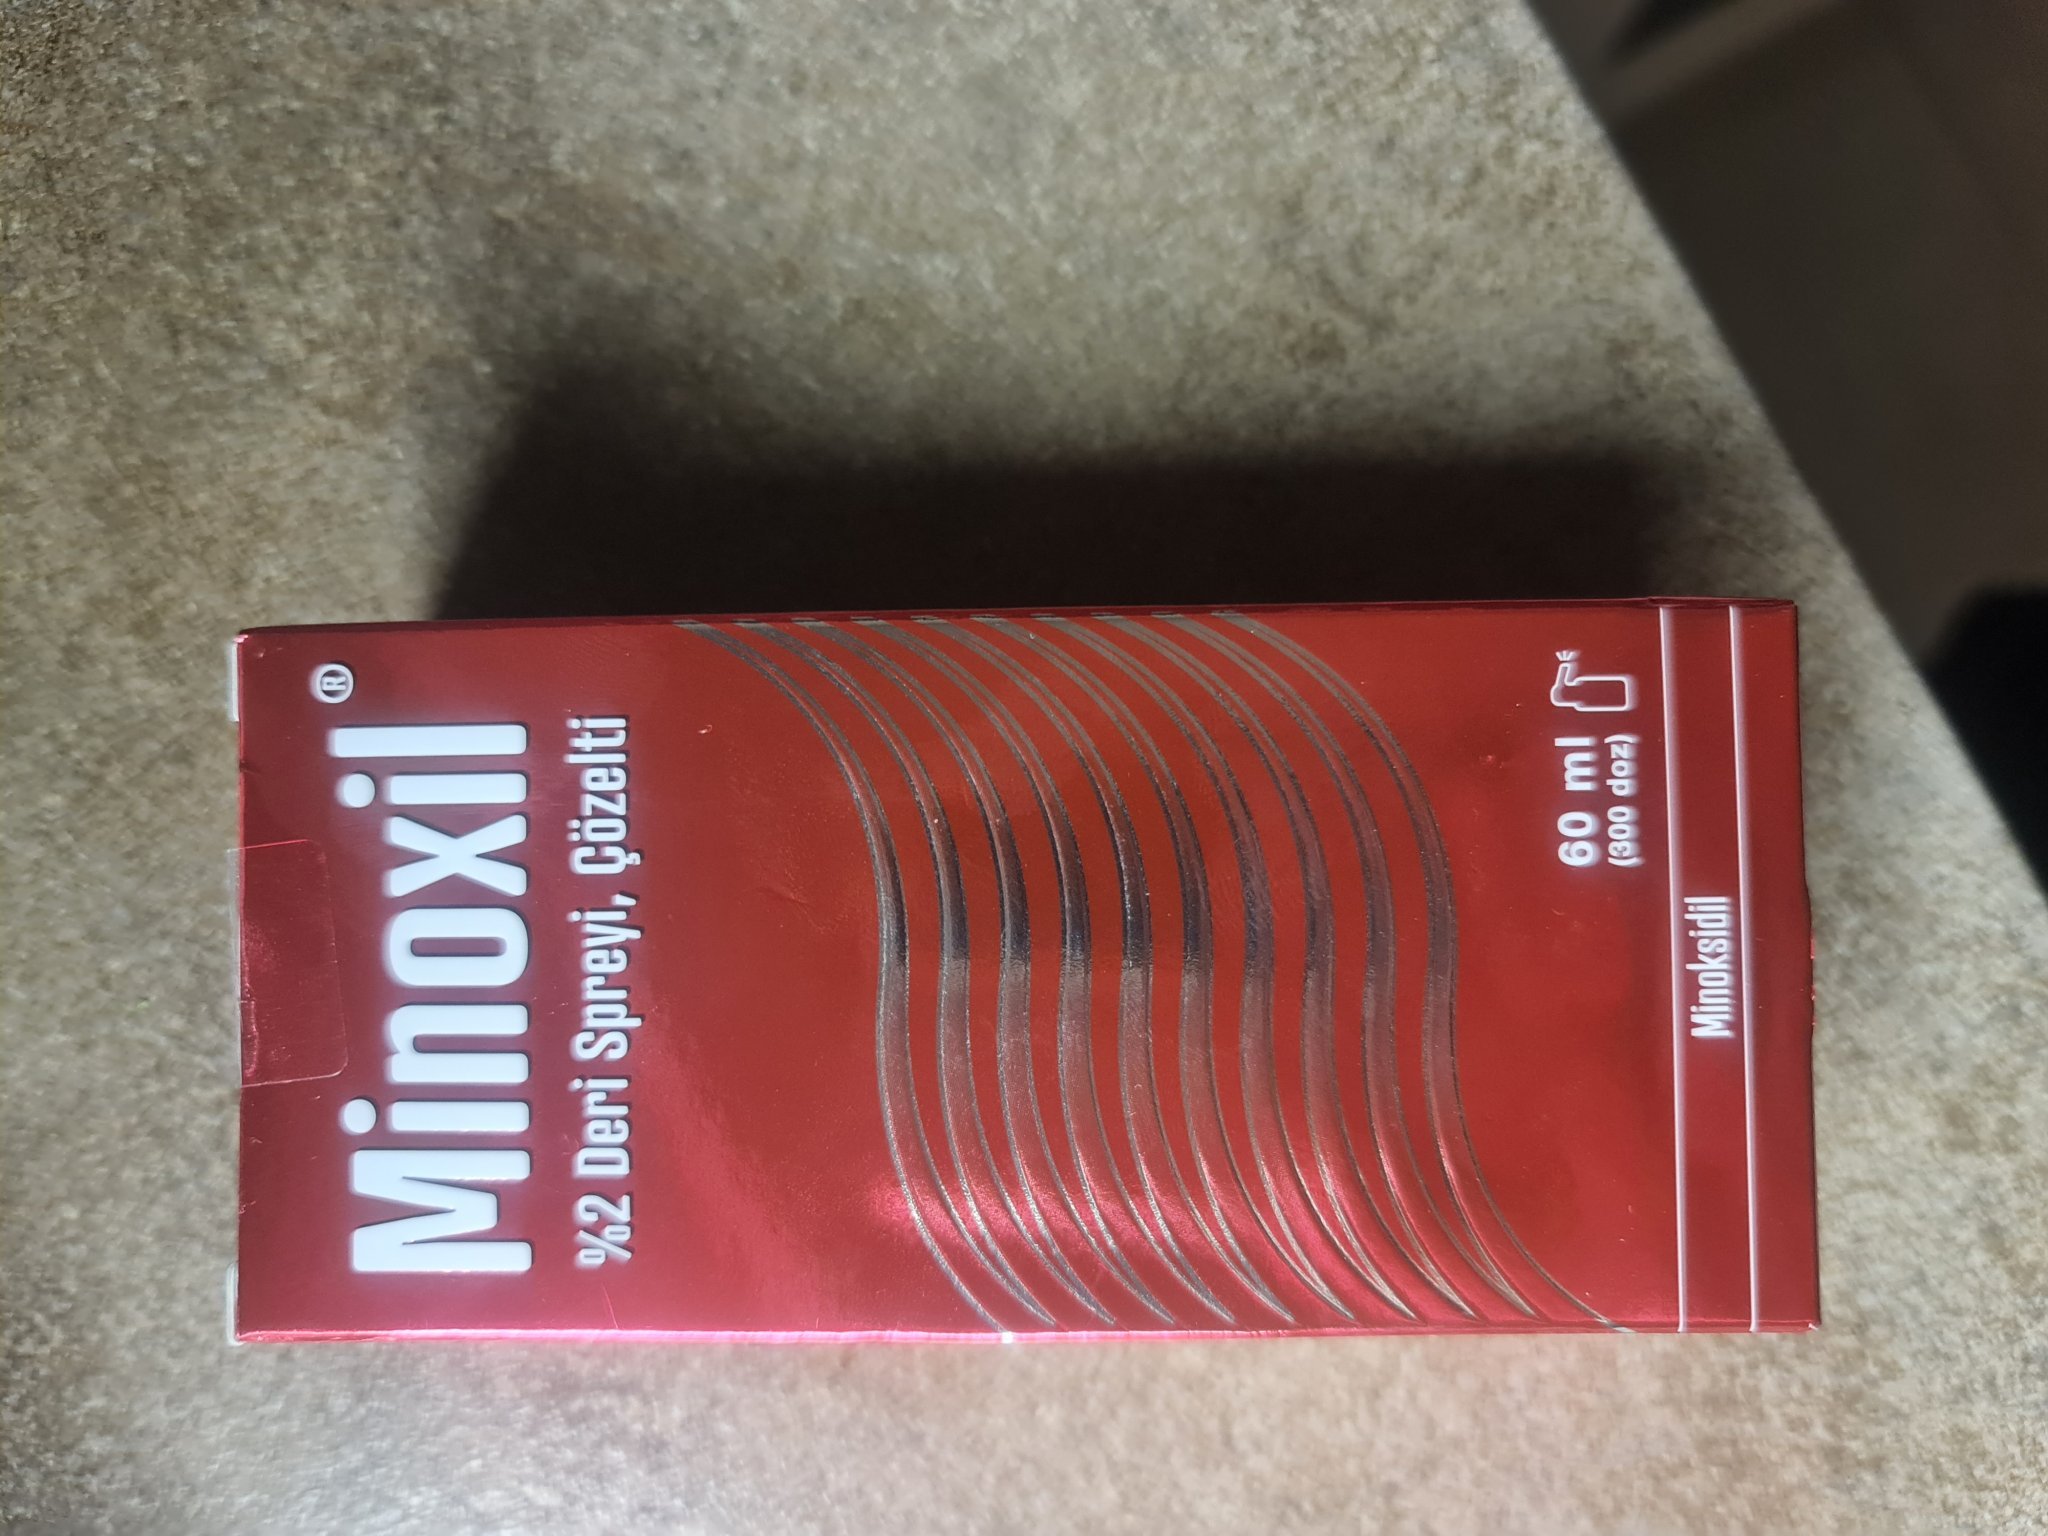 Minoxil®
%2 Deri Spreyi, Çözelti
60 ml
(300 doz)
Minoksidil